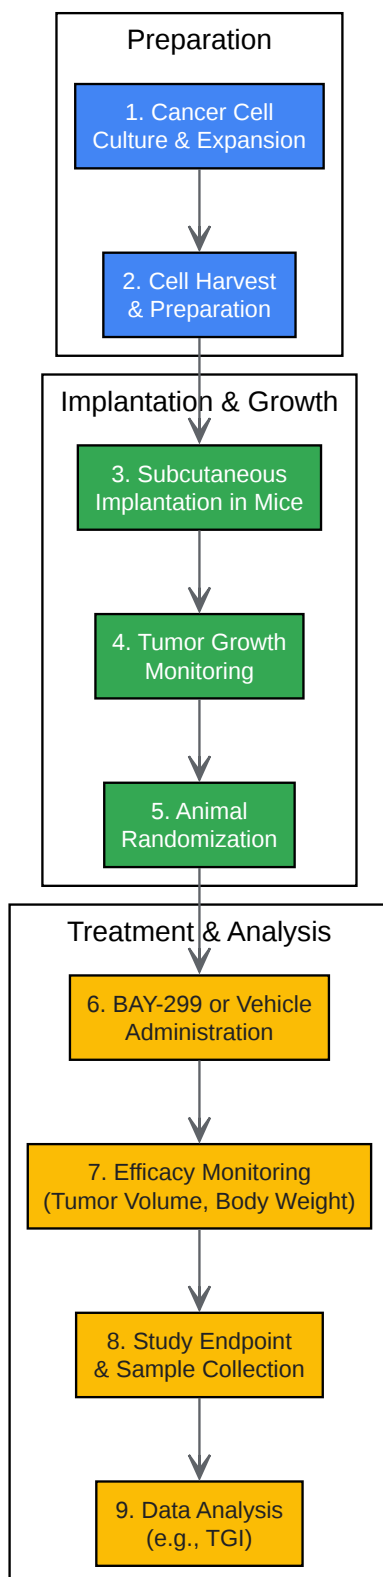 Preparation
1. Cancer Cell
Culture & Expansion
2. Cell Harvest
& Preparation
Implantation & Growth
3. Subcutaneous
Implantation in Mice
4. Tumor Growth
Monitoring
5. Animal
Randomization
Treatment & Analysis
6. BAY-299 or Vehicle
Administration
7. Efficacy Monitoring
(Tumor Volume, Body Weight)
8. Study Endpoint
& Sample Collection
9. Data Analysis
(e.g., TGI)